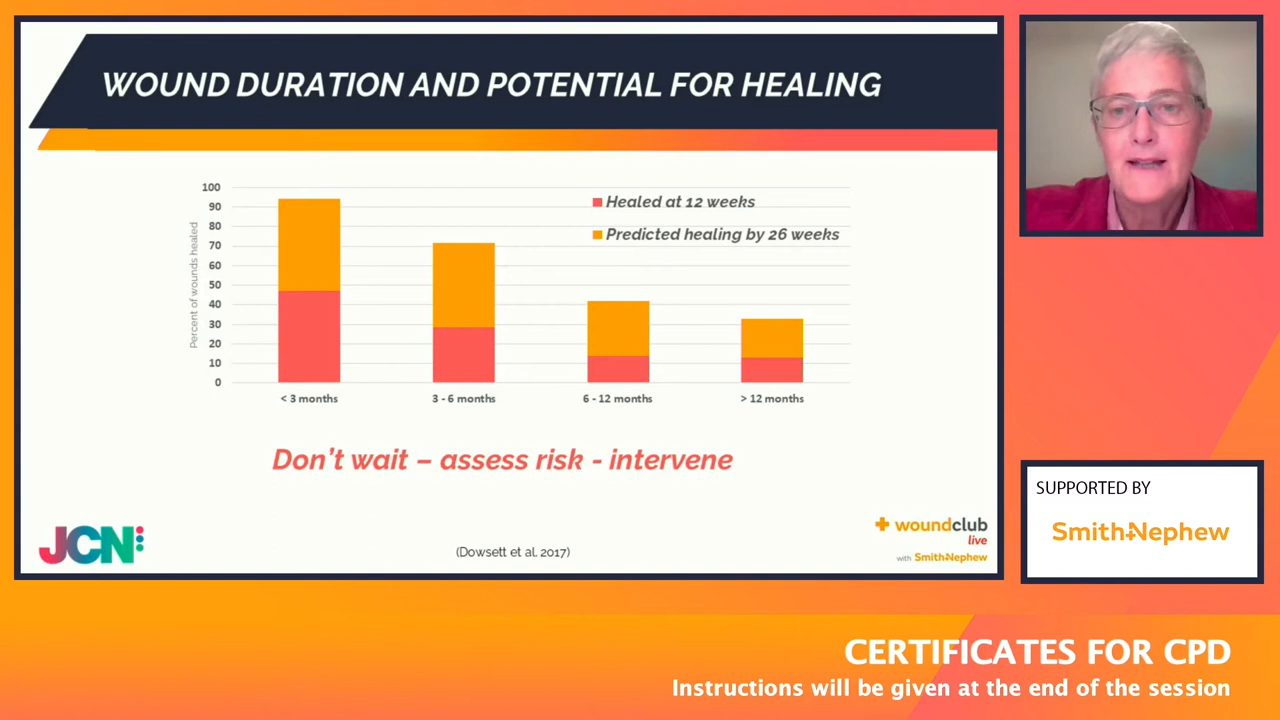 WOUND DURATION AND POTENTIAL FOR HEALING
Percent of wounds healed
100
90
80
70
60
50
40
30
20
10
0
Healed at 12 weeks
Predicted healing by 26 weeks
< 3 months
3 - 6 months
6 - 12 months
> 12 months
Don't wait – assess risk - intervene
JCN
(Dowsett et al. 2017)
woundclub
live
with Smith+Nephew
SUPPORTED BY
Smith+Nephew
CERTIFICATES FOR CPD
Instructions will be given at the end of the session